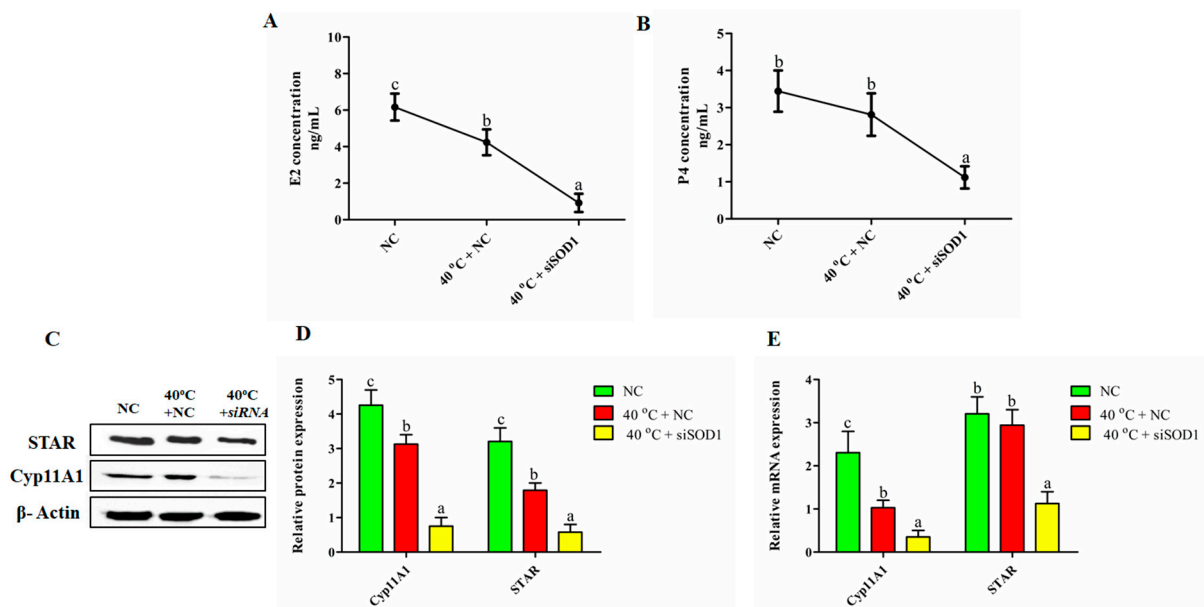 A
E2 concentration
ng/mL
10
8
6
4
2
0
c
b
a
NC
40 °C + NC
40 °C + siSOD1
B
P4 concentration
ng/mL
5
4
3
2
1
0
b
b
a
NC
40 °C + NC
40 °C + siSOD1
C
NC
40°C
+NC
40°C
+siRNA
STAR
Cyp11A1
β- Actin
D
Relative protein expression
5
4
3
2
1
0
c
b
a
c
b
a
Cyp11A1
STAR
NC
40 °C + NC
40 °C + siSOD1
E
Relative mRNA expression
4
3
2
1
0
c
b
a
b
b
a
Cyp11A1
STAR
NC
40 °C + NC
40 °C + siSOD1